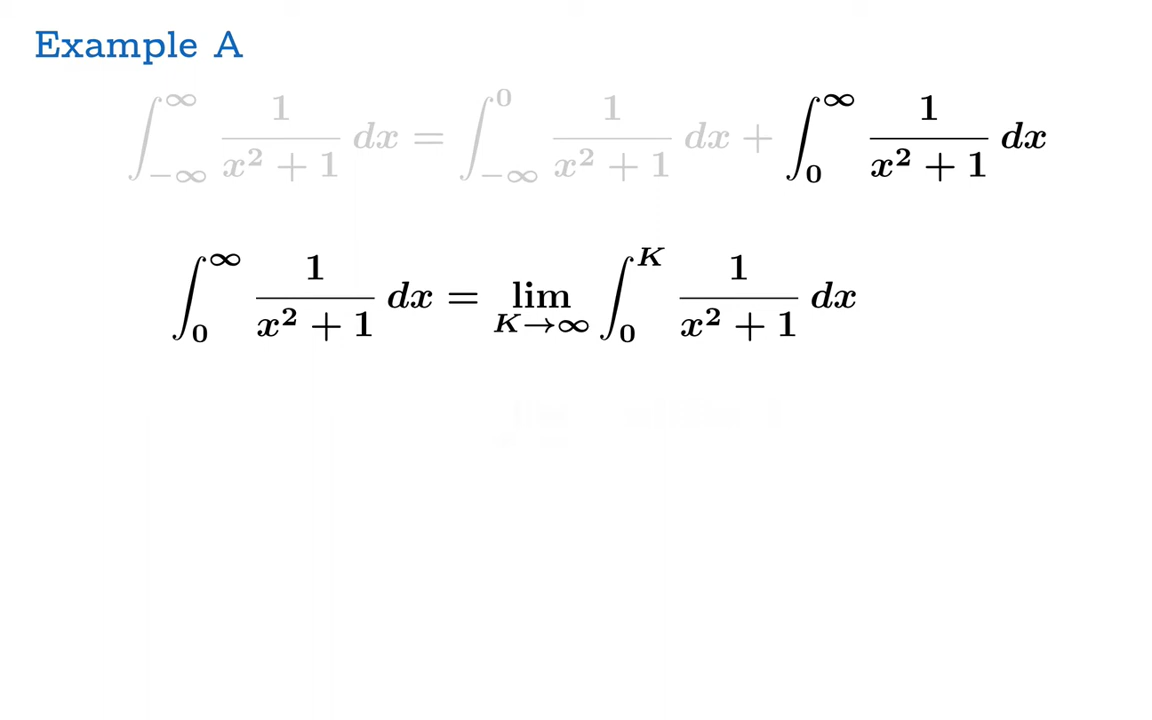 Example A
∫_{-∞}^{∞} 1/(x² + 1) dx = ∫_{-∞}^{0} 1/(x² + 1) dx + ∫_{0}^{∞} 1/(x² + 1) dx
∫_{0}^{∞} 1/(x² + 1) dx = lim_{K→∞} ∫_{0}^{K} 1/(x² + 1) dx